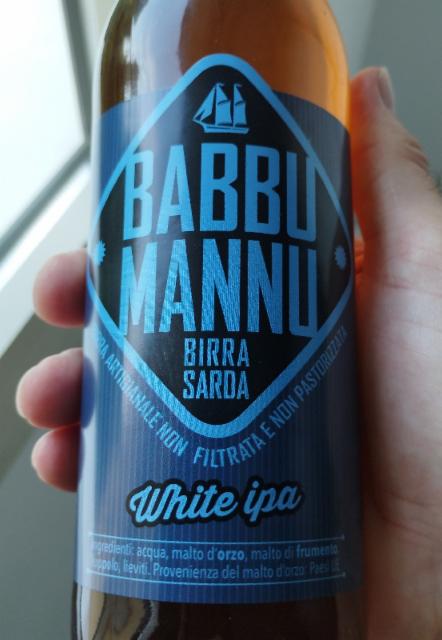 BABBU
MANNU
BIRRA
SARDA
ARTIGIANALE NON FILTRATA E NON PASTORIZZATA
White ipa
ingredienti: acqua, malto d'orzo, malto di frumento,
luppolo, lieviti. Provenienza del malto d'orzo: Paesi UE